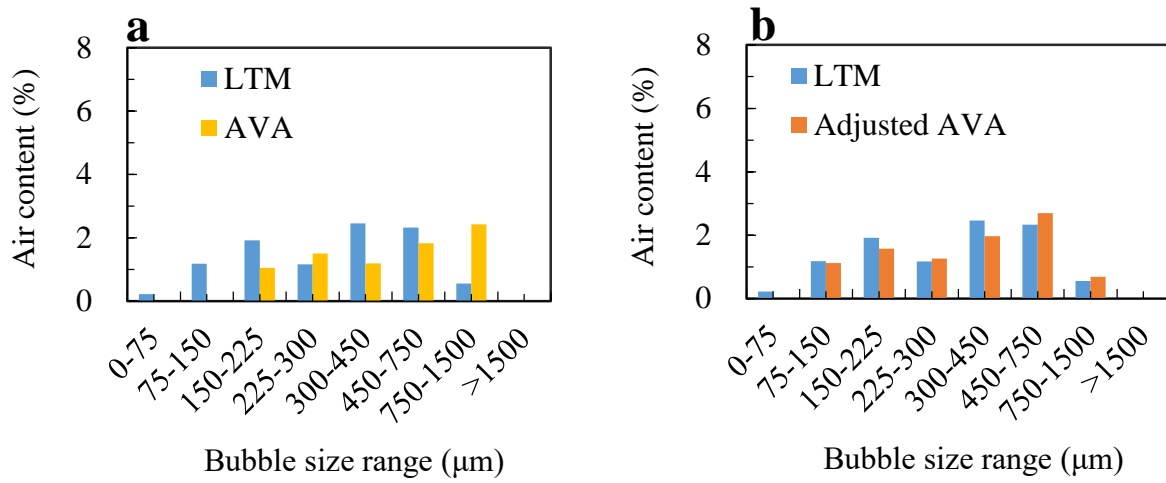 a
8
6
4
2
0
Air content (%)
LTM
AVA
0-75
75-150
150-225
225-300
300-450
450-750
750-1500
>1500
Bubble size range (μm)
b
8
6
4
2
0
Air content (%)
LTM
Adjusted AVA
0-75
75-150
150-225
225-300
300-450
450-750
750-1500
>1500
Bubble size range (μm)